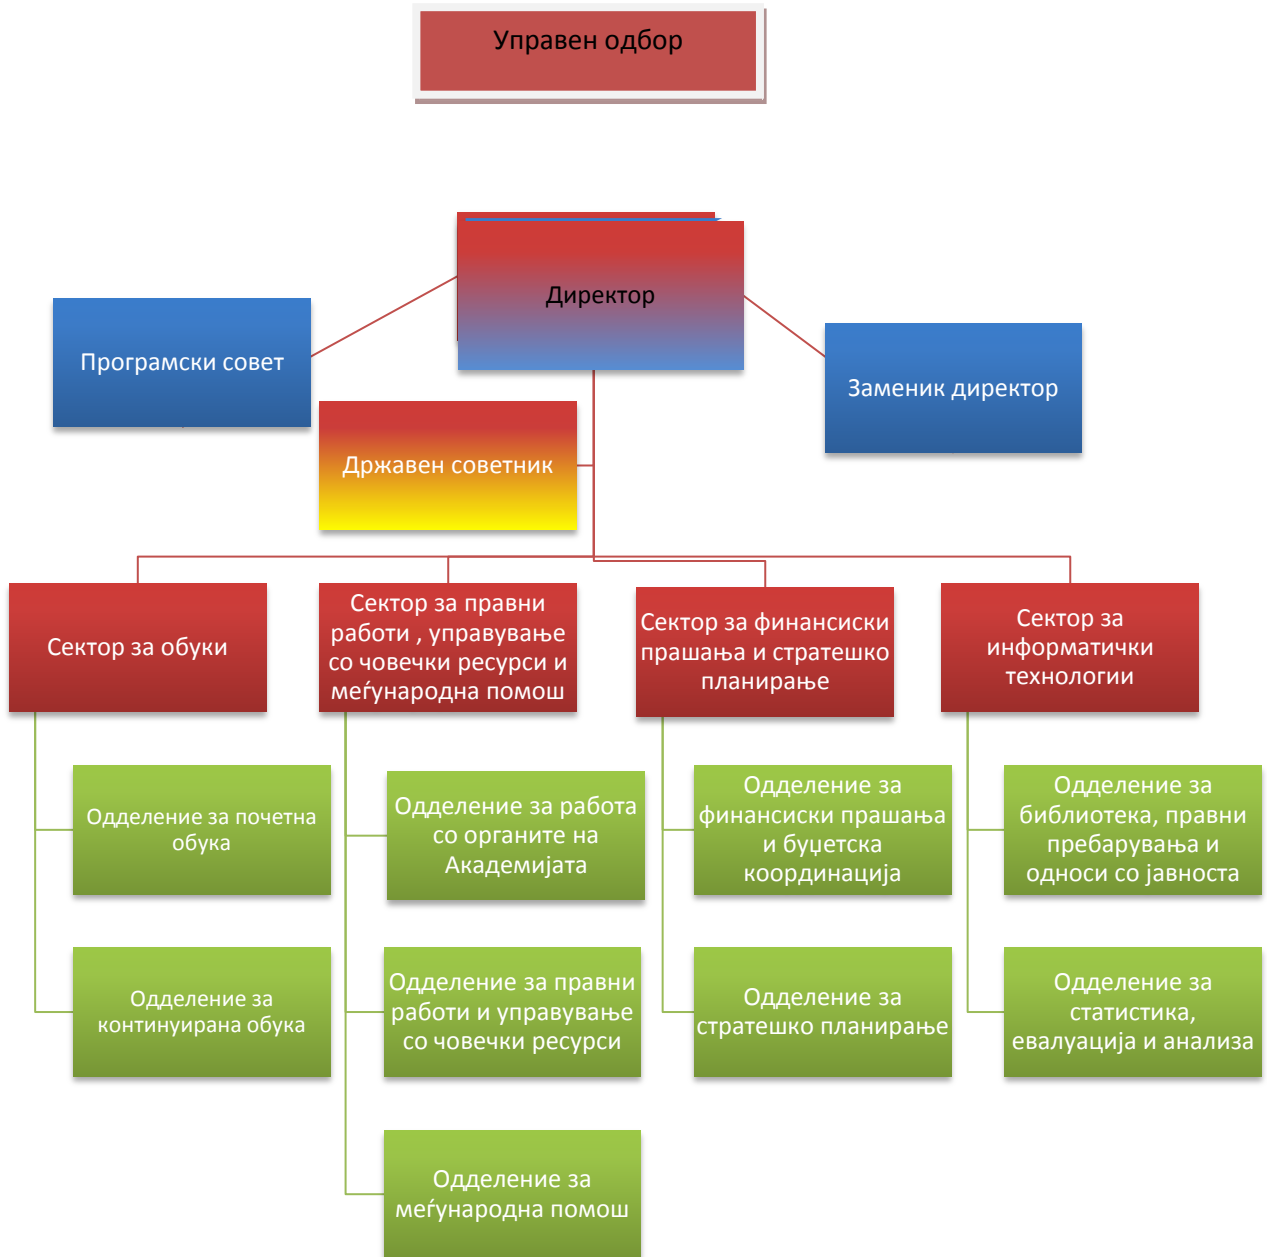 Управен одбор
Директор
Програмски совет
Заменик директор
Државен советник
Сектор за обуки
Сектор за правни
работи , управување
со човечки ресурси и
меѓународна помош
Сектор за финансиски
прашања и стратешко
планирање
Сектор за
информатички
технологии
Одделение за почетна
обука
Одделение за
континуирана обука
Одделение за работа
со органите на
Академијата
Одделение за правни
работи и управување
со човечки ресурси
Одделение за
меѓународна помош
Одделение за
финансиски прашања
и буџетска
координација
Одделение за
стратешко планирање
Одделение за
библиотека, правни
пребарувања и
односи со јавноста
Одделение за
статистика,
евалуација и анализа